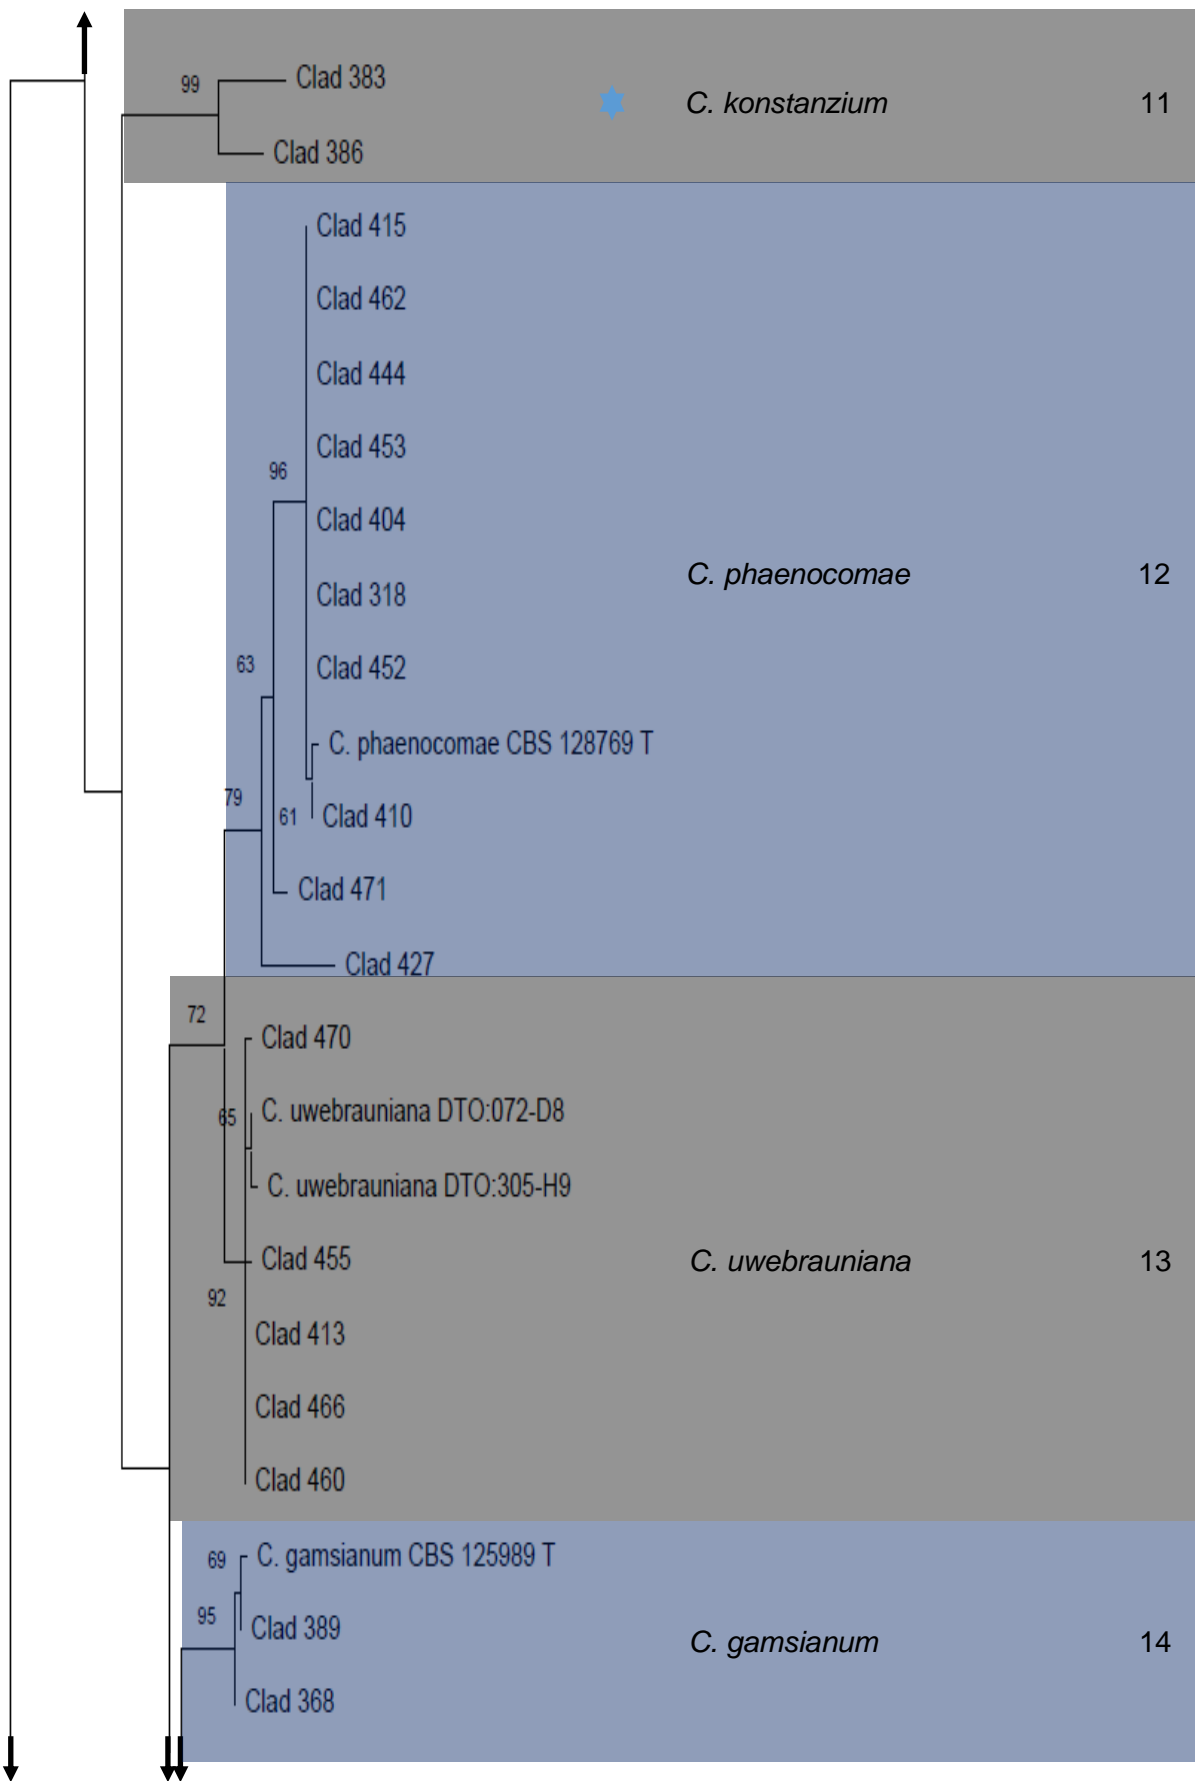 99
Clad 383
C. konstanzium
11
Clad 386
Clad 415
Clad 462
Clad 444
Clad 453
96
Clad 404
C. phaenocomae
12
Clad 318
63
Clad 452
C. phaenocomae CBS 128769 T
79
61
Clad 410
Clad 471
Clad 427
72
Clad 470
65
C. uwebrauniana DTO:072-D8
C. uwebrauniana DTO:305-H9
Clad 455
C. uwebrauniana
13
92
Clad 413
Clad 466
Clad 460
69
C. gamsianum CBS 125989 T
95
Clad 389
C. gamsianum
14
Clad 368